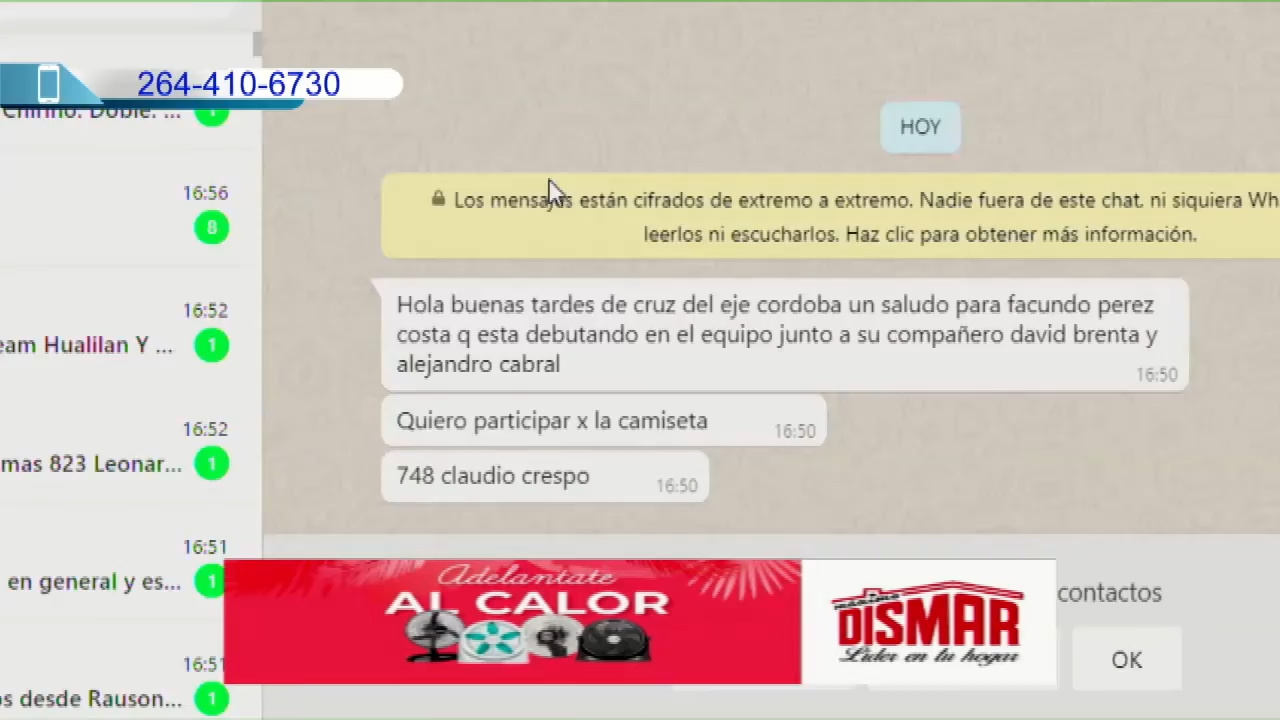 264-410-6730
Chirino. Doble. ...
1
16:56
8
16:52
eam Hualilan Y ...
1
16:52
mas 823 Leonar...
1
16:51
en general y es...
1
16:51
os desde Rauson...
1
HOY
Los mensajes están cifrados de extremo a extremo. Nadie fuera de este chat, ni siquiera Wh
leerlos ni escucharlos. Haz clic para obtener más información.
Hola buenas tardes de cruz del eje cordoba un saludo para facundo perez
costa q esta debutando en el equipo junto a su compañero david brenta y
alejandro cabral
16:50
Quiero participar x la camiseta
16:50
748 claudio crespo
16:50
contactos
OK
Adelantate
AL CALOR
DISMAR
Líder en tu hogar